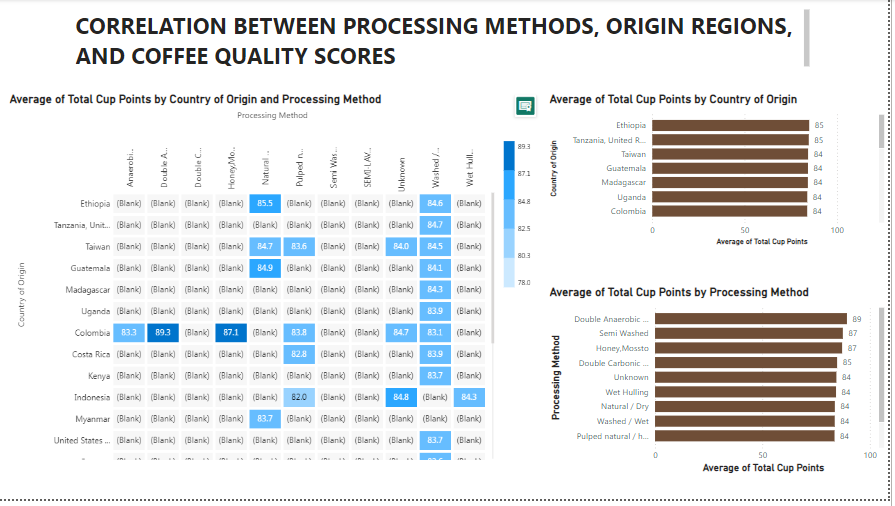 CORRELATION BETWEEN PROCESSING METHODS, ORIGIN REGIONS,
AND COFFEE QUALITY SCORES
Average of Total Cup Points by Country of Origin and Processing Method
Processing Method
Anaerobi... Double A... Double C... Honey,Mo... Natural ... Pulped n... Semi Was... SEMI-LAV... Unknown Washed /... Wet Hull...
Country of Origin
Ethiopia (Blank) (Blank) (Blank) (Blank) 85.5 (Blank) (Blank) (Blank) (Blank) 84.6 (Blank)
Tanzania, Unit... (Blank) (Blank) (Blank) (Blank) (Blank) (Blank) (Blank) (Blank) (Blank) 84.7 (Blank)
Taiwan (Blank) (Blank) (Blank) (Blank) 84.7 83.6 (Blank) (Blank) 84.0 84.5 (Blank)
Guatemala (Blank) (Blank) (Blank) (Blank) 84.9 (Blank) (Blank) (Blank) (Blank) 84.1 (Blank)
Madagascar (Blank) (Blank) (Blank) (Blank) (Blank) (Blank) (Blank) (Blank) (Blank) 84.3 (Blank)
Uganda (Blank) (Blank) (Blank) (Blank) (Blank) (Blank) (Blank) (Blank) (Blank) 83.9 (Blank)
Colombia 83.3 89.3 (Blank) 87.1 (Blank) 83.8 (Blank) (Blank) 84.7 83.1 (Blank)
Costa Rica (Blank) (Blank) (Blank) (Blank) (Blank) 82.8 (Blank) (Blank) (Blank) 83.9 (Blank)
Kenya (Blank) (Blank) (Blank) (Blank) (Blank) (Blank) (Blank) (Blank) (Blank) 83.7 (Blank)
Indonesia (Blank) (Blank) (Blank) (Blank) (Blank) 82.0 (Blank) (Blank) 84.8 (Blank) 84.3
Myanmar (Blank) (Blank) (Blank) (Blank) 83.7 (Blank) (Blank) (Blank) (Blank) (Blank) (Blank)
United States ... (Blank) (Blank) (Blank) (Blank) (Blank) (Blank) (Blank) (Blank) (Blank) 83.7 (Blank)
89.3
87.1
84.8
82.5
80.3
78.0
Average of Total Cup Points by Country of Origin
Country of Origin
Ethiopia 85
Tanzania, United R... 85
Taiwan 84
Guatemala 84
Madagascar 84
Uganda 84
Colombia 84
0 50 100
Average of Total Cup Points
Average of Total Cup Points by Processing Method
Processing Method
Double Anaerobic ... 89
Semi Washed 87
Honey,Mossto 87
Double Carbonic ... 85
Unknown 84
Wet Hulling 84
Natural / Dry 84
Washed / Wet 84
Pulped natural / h... 84
0 50 100
Average of Total Cup Points